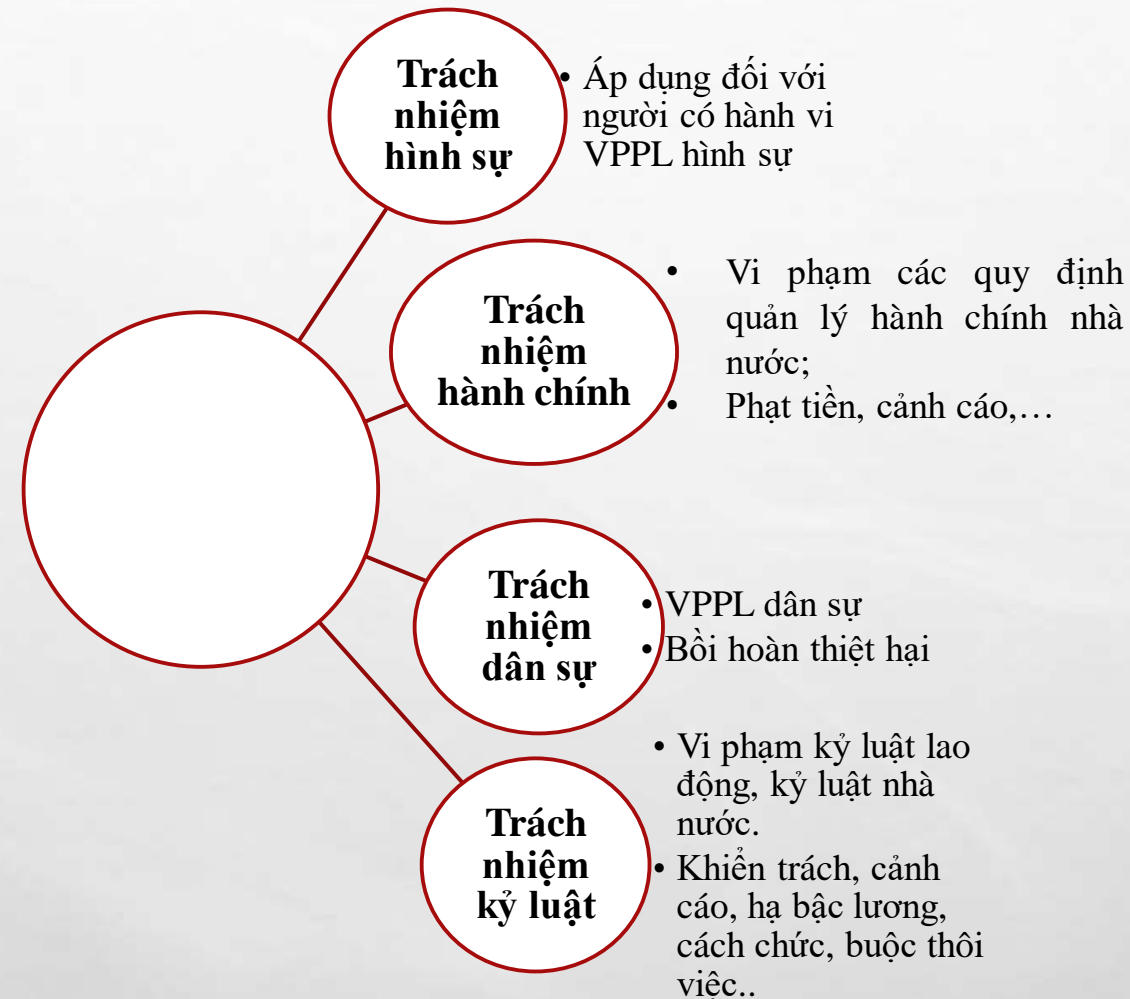 Trách
nhiệm
hình sự
• Áp dụng đối với
người có hành vi
VPPL hình sự
Trách
nhiệm
hành chính
• Vi phạm các quy định
quản lý hành chính nhà
nước;
• Phạt tiền, cảnh cáo,…
Trách
nhiệm
dân sự
• VPPL dân sự
• Bồi hoàn thiệt hại
Trách
nhiệm
kỷ luật
• Vi phạm kỷ luật lao
động, kỷ luật nhà
nước.
• Khiển trách, cảnh
cáo, hạ bậc lương,
cách chức, buộc thôi
việc..